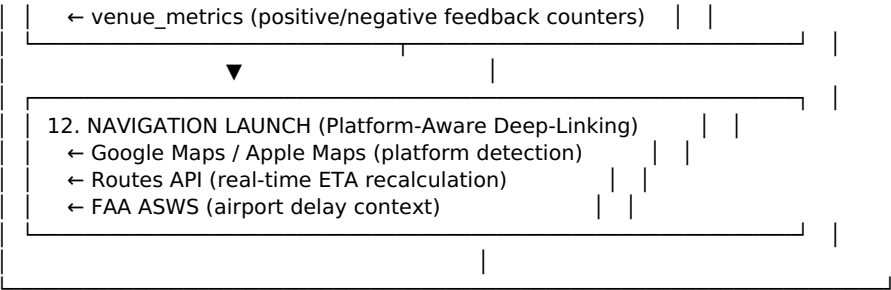 ← venue_metrics (positive/negative feedback counters)
▼
12. NAVIGATION LAUNCH (Platform-Aware Deep-Linking)
← Google Maps / Apple Maps (platform detection)
← Routes API (real-time ETA recalculation)
← FAA ASWS (airport delay context)